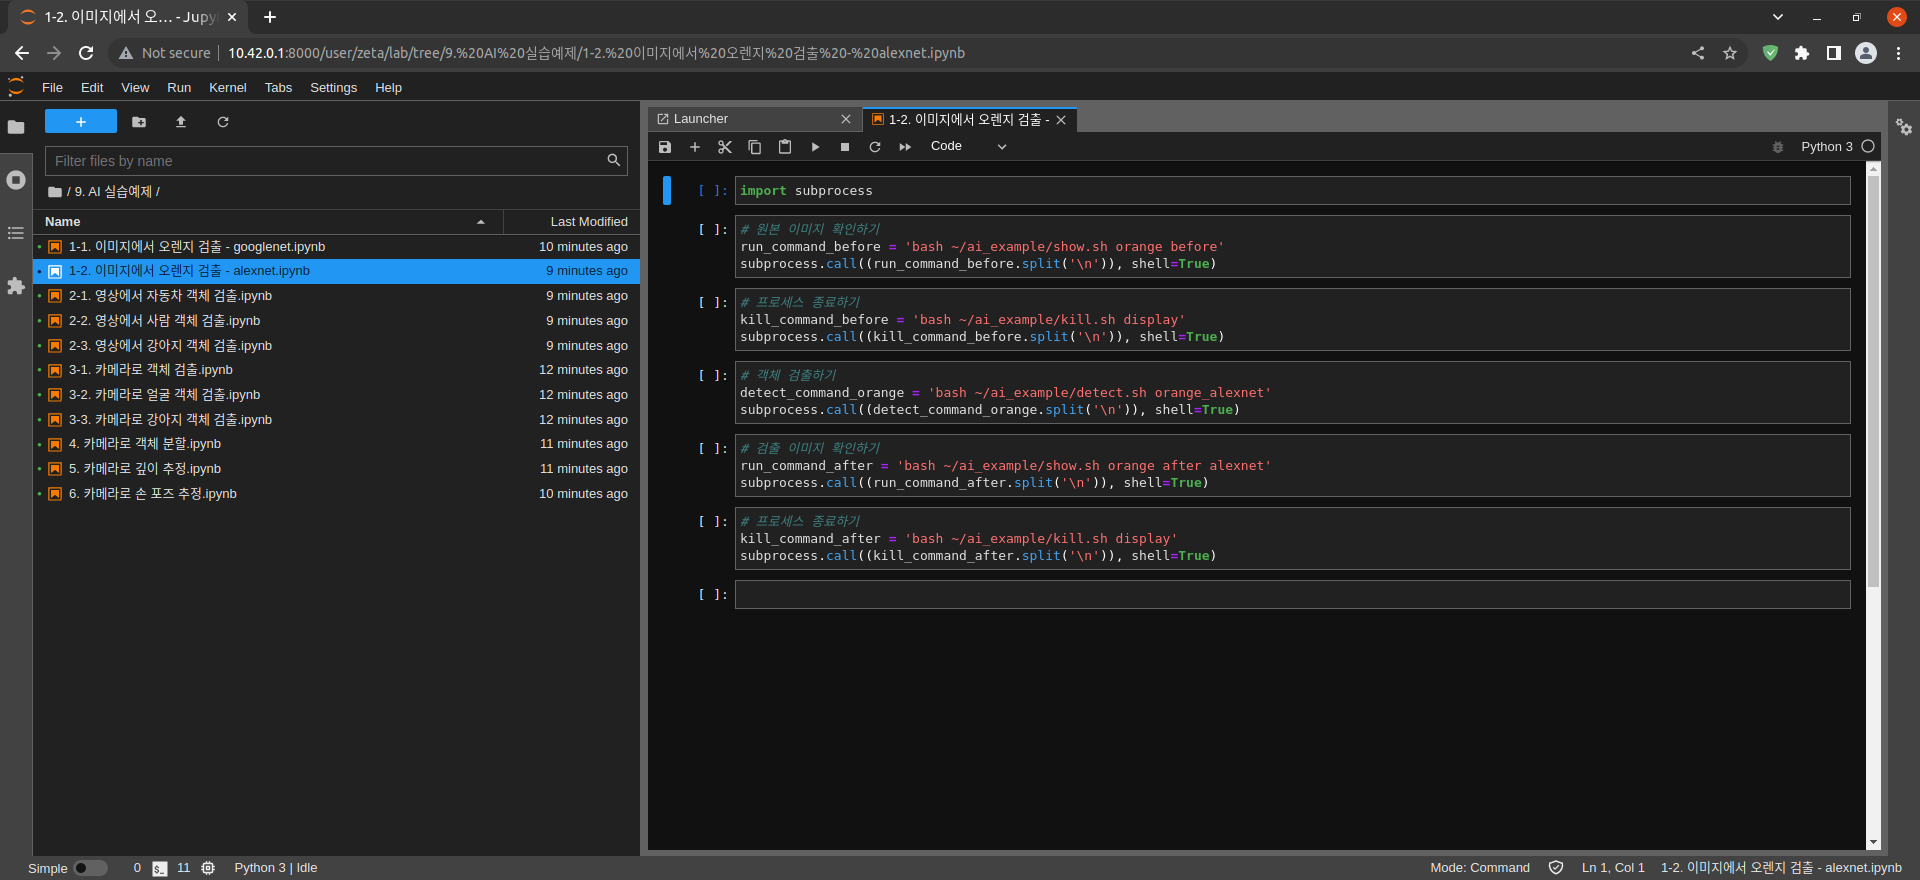 1-2. 이미지에서 오... - Jupy
Not secure
10.42.0.1:8000/user/zeta/lab/tree/9.%20AI%20실습예제/1-2.%20이미지에서%20오렌지%20검출%20-%20alexnet.ipynb
File Edit View Run Kernel Tabs Settings Help
Filter files by name
/ 9. AI 실습예제 /
Name Last Modified
1-1. 이미지에서 오렌지 검출 - googlenet.ipynb 10 minutes ago
1-2. 이미지에서 오렌지 검출 - alexnet.ipynb 9 minutes ago
2-1. 영상에서 자동차 객체 검출.ipynb 9 minutes ago
2-2. 영상에서 사람 객체 검출.ipynb 9 minutes ago
2-3. 영상에서 강아지 객체 검출.ipynb 9 minutes ago
3-1. 카메라로 객체 검출.ipynb 12 minutes ago
3-2. 카메라로 얼굴 객체 검출.ipynb 12 minutes ago
3-3. 카메라로 강아지 객체 검출.ipynb 12 minutes ago
4. 카메라로 객체 분할.ipynb 11 minutes ago
5. 카메라로 깊이 추정.ipynb 11 minutes ago
6. 카메라로 손 포즈 추정.ipynb 10 minutes ago
Launcher
1-2. 이미지에서 오렌지 검출 -
Code
Python 3
[ ]: import subprocess
[ ]: # 원본 이미지 확인하기
run_command_before = 'bash ~/ai_example/show.sh orange before'
subprocess.call((run_command_before.split('\n')), shell=True)
[ ]: # 프로세스 종료하기
kill_command_before = 'bash ~/ai_example/kill.sh display'
subprocess.call((kill_command_before.split('\n')), shell=True)
[ ]: # 객체 검출하기
detect_command_orange = 'bash ~/ai_example/detect.sh orange_alexnet'
subprocess.call((detect_command_orange.split('\n')), shell=True)
[ ]: # 검출 이미지 확인하기
run_command_after = 'bash ~/ai_example/show.sh orange after alexnet'
subprocess.call((run_command_after.split('\n')), shell=True)
[ ]: # 프로세스 종료하기
kill_command_after = 'bash ~/ai_example/kill.sh display'
subprocess.call((kill_command_after.split('\n')), shell=True)
[ ]:
Simple 0 $_ 11 Python 3 | Idle
Mode: Command Ln 1, Col 1 1-2. 이미지에서 오렌지 검출 - alexnet.ipynb